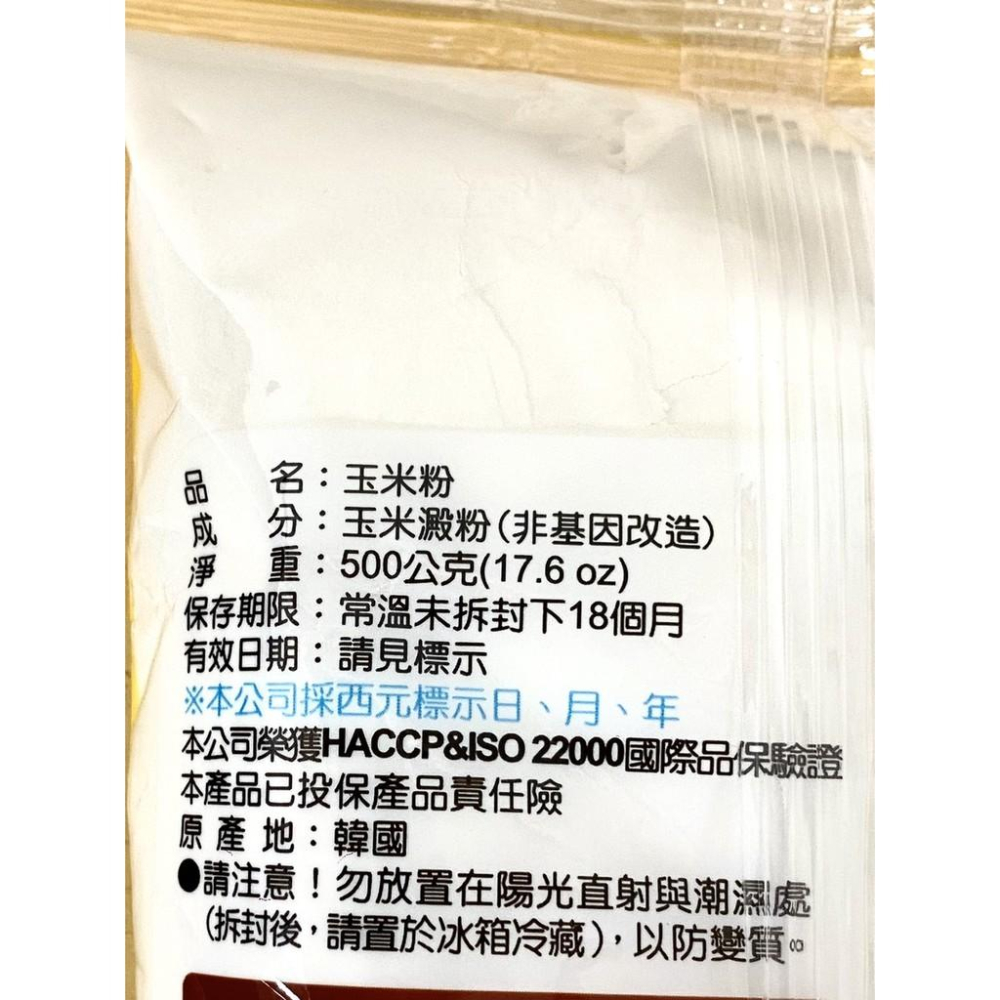 品名：玉米粉
成分：玉米澱粉(非基因改造)
淨重：500公克(17.6 oz)
保存期限：常溫未拆封下18個月
有效日期：請見標示
※本公司採西元標示日、月、年
本公司榮獲HACCP&ISO 22000國際品保驗證
本產品已投保產品責任險
原產地：韓國
●請注意！勿放置在陽光直射與潮濕處
(拆封後，請置於冰箱冷藏)，以防變質。